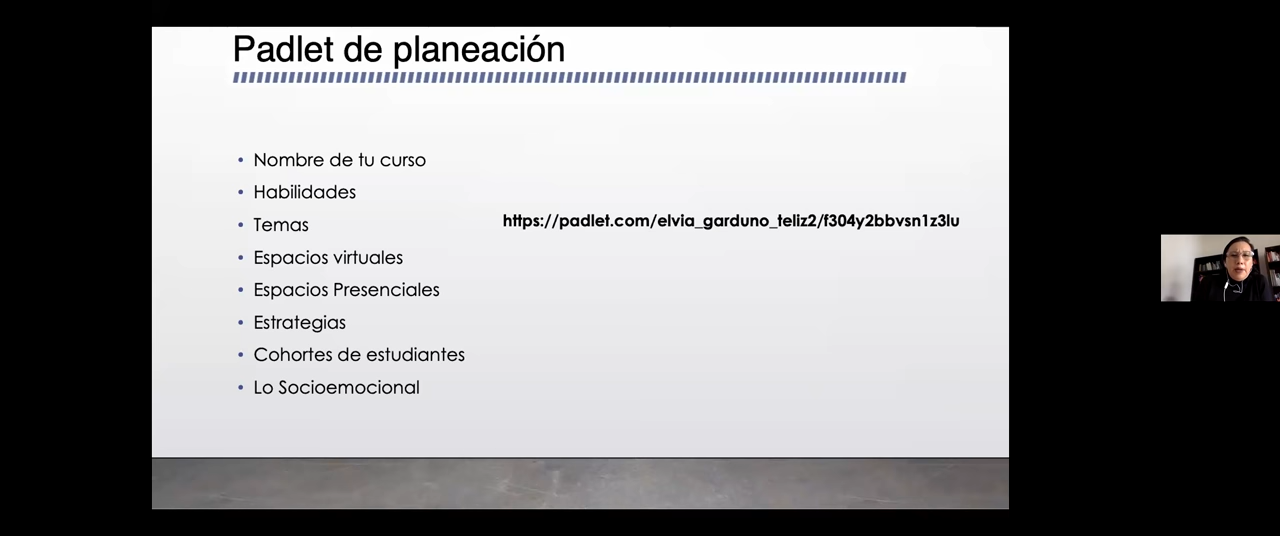 Padlet de planeación
• Nombre de tu curso
• Habilidades
• Temas
• Espacios virtuales
• Espacios Presenciales
• Estrategias
• Cohortes de estudiantes
• Lo Socioemocional
https://padlet.com/elvia_garduno_teliz2/f304y2bbvsn1z3lu